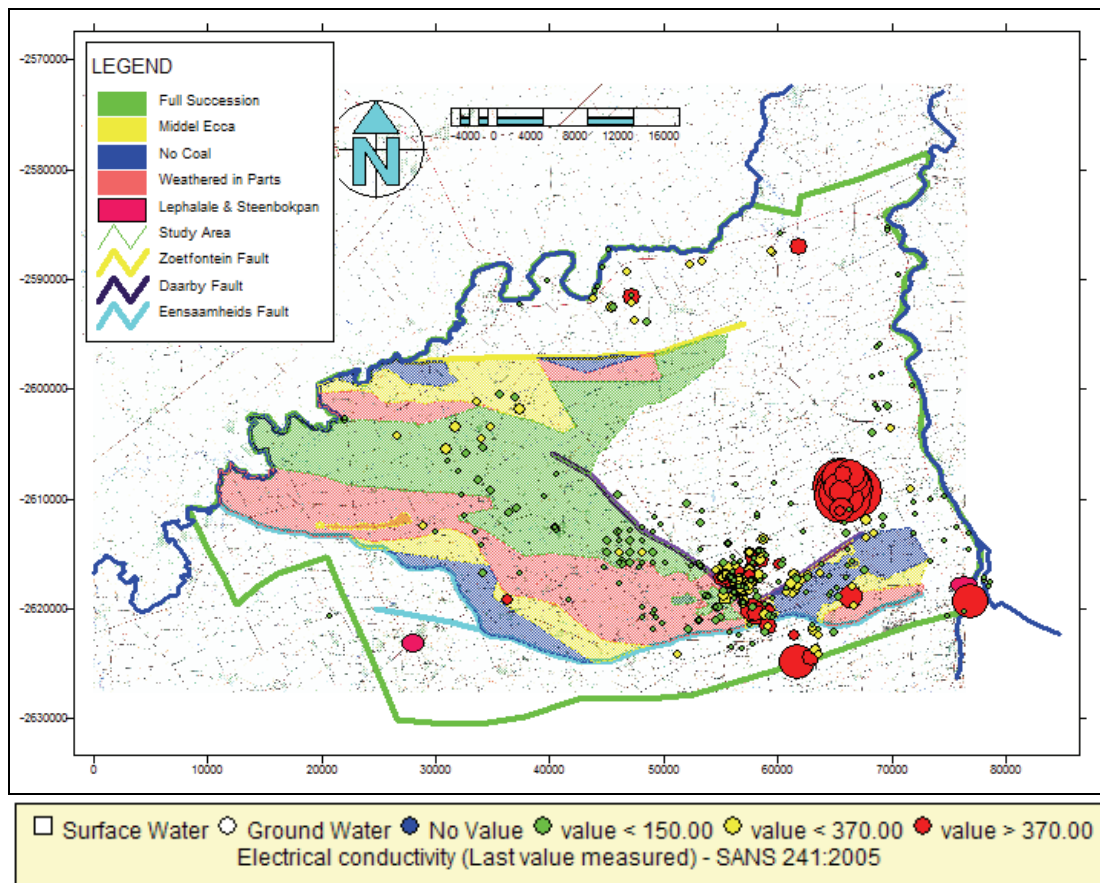 -2570000
-2580000
-2590000
-2600000
-2610000
-2620000
-2630000
LEGEND
Full Succession
Middel Ecca
No Coal
Weathered in Parts
Lephalale & Steenbokpan
Study Area
Zoetfontein Fault
Daarby Fault
Eensaamheids Fault
N
-4000 - 0 4000 8000 12000 16000
0 10000 20000 30000 40000 50000 60000 70000 80000
Surface Water Ground Water No Value value < 150.00 value < 370.00 value > 370.00
Electrical conductivity (Last value measured) - SANS 241:2005